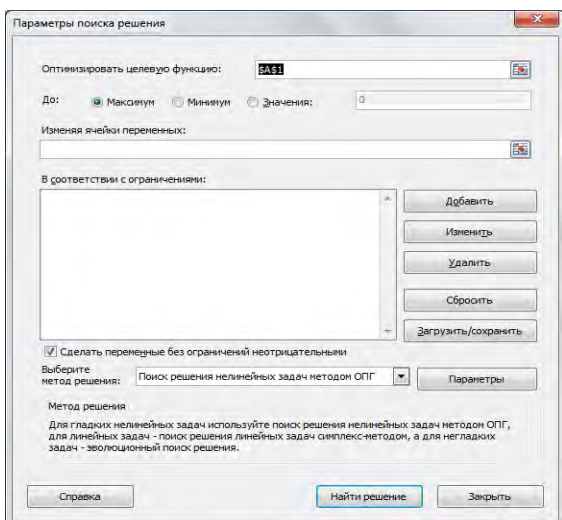 Параметры поиска решения
Оптимизировать целевую функцию: $A$1
До: Максимум Минимум Значения: 0
Изменяя ячейки переменных:
В соответствии с ограничениями:
Добавить
Изменить
Удалить
Сбросить
Загрузить/сохранить
Сделать переменные без ограничений неотрицательными
Выберите
метод решения: Поиск решения нелинейных задач методом ОПГ Параметры
Метод решения
Для гладких нелинейных задач используйте поиск решения нелинейных задач методом ОПГ,
для линейных задач - поиск решения линейных задач симплекс-методом, а для негладких
задач - эволюционный поиск решения.
Справка Найти решение Закрыть